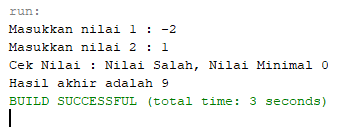 run:
Masukkan nilai 1 : -2
Masukkan nilai 2 : 1
Cek Nilai : Nilai Salah, Nilai Minimal 0
Hasil akhir adalah 9
BUILD SUCCESSFUL (total time: 3 seconds)